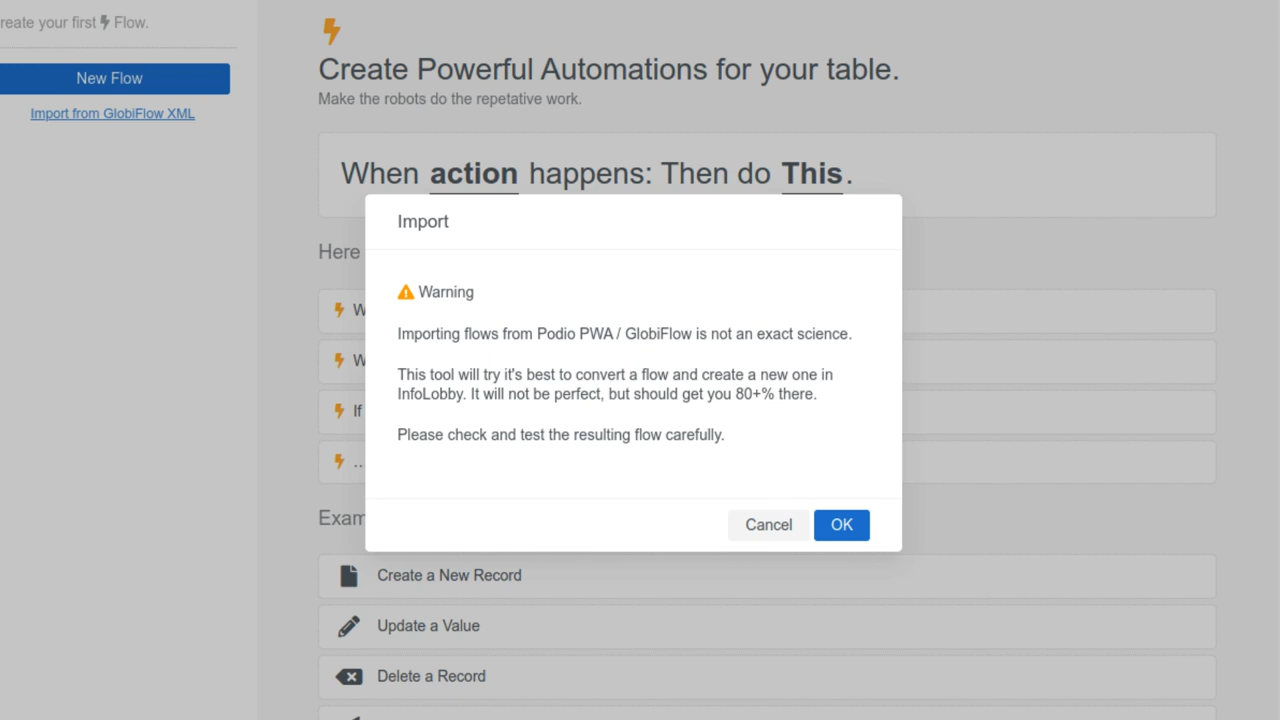 reate your first Flow.
New Flow
Import from GlobiFlow XML
Create Powerful Automations for your table.
Make the robots do the repetative work.
When action happens: Then do This.
Import
Here
Warning
W
Importing flows from Podio PWA / GlobiFlow is not an exact science.
W
This tool will try it's best to convert a flow and create a new one in
InfoLobby. It will not be perfect, but should get you 80+% there.
If
Please check and test the resulting flow carefully.
..
Exam
Cancel
OK
Create a New Record
Update a Value
Delete a Record